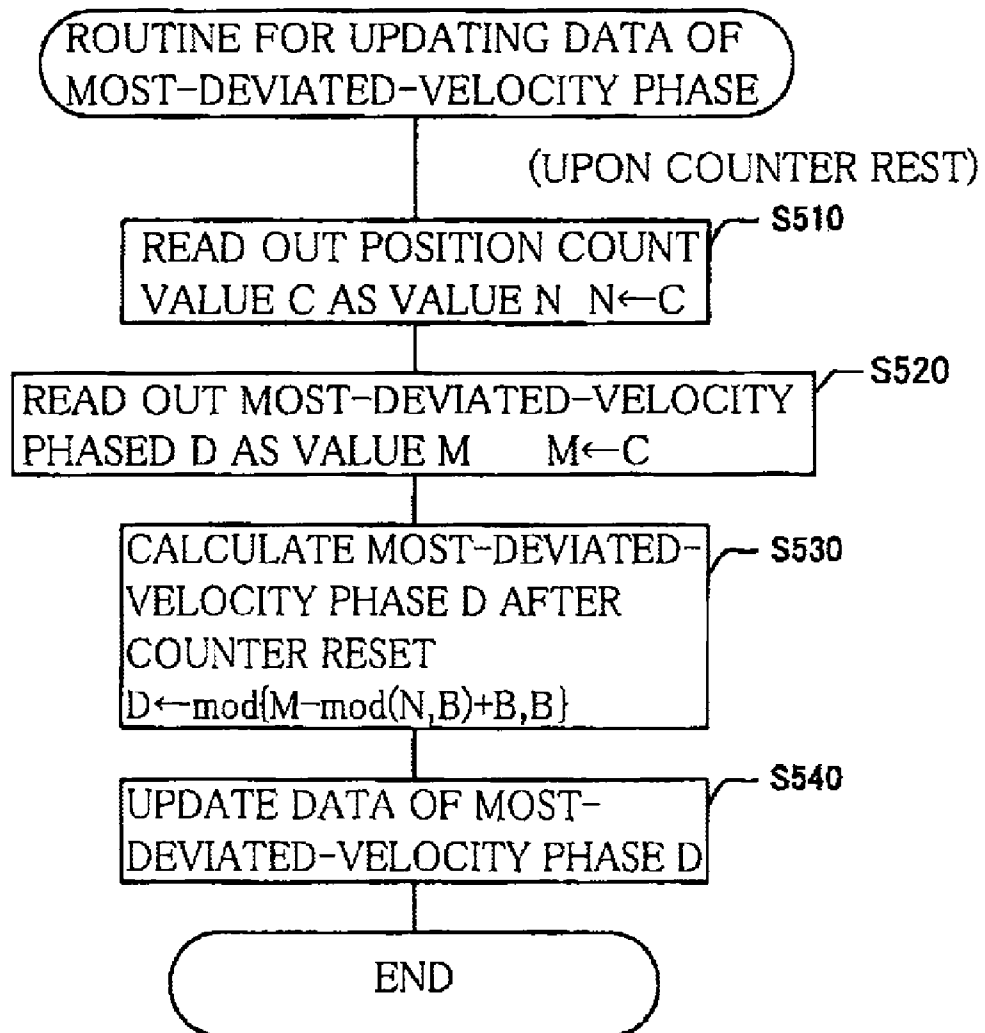 ROUTINE FOR UPDATING DATA OF
MOST-DEVIATED-VELOCITY PHASE
(UPON COUNTER REST)
S510
READ OUT POSITION COUNT
VALUE C AS VALUE N N←C
S520
READ OUT MOST-DEVIATED-VELOCITY
PHASED D AS VALUE M M←C
S530
CALCULATE MOST-DEVIATED-
VELOCITY PHASE D AFTER
COUNTER RESET
D←mod{M-mod(N,B)+B,B}
S540
UPDATE DATA OF MOST-
DEVIATED-VELOCITY PHASE D
END